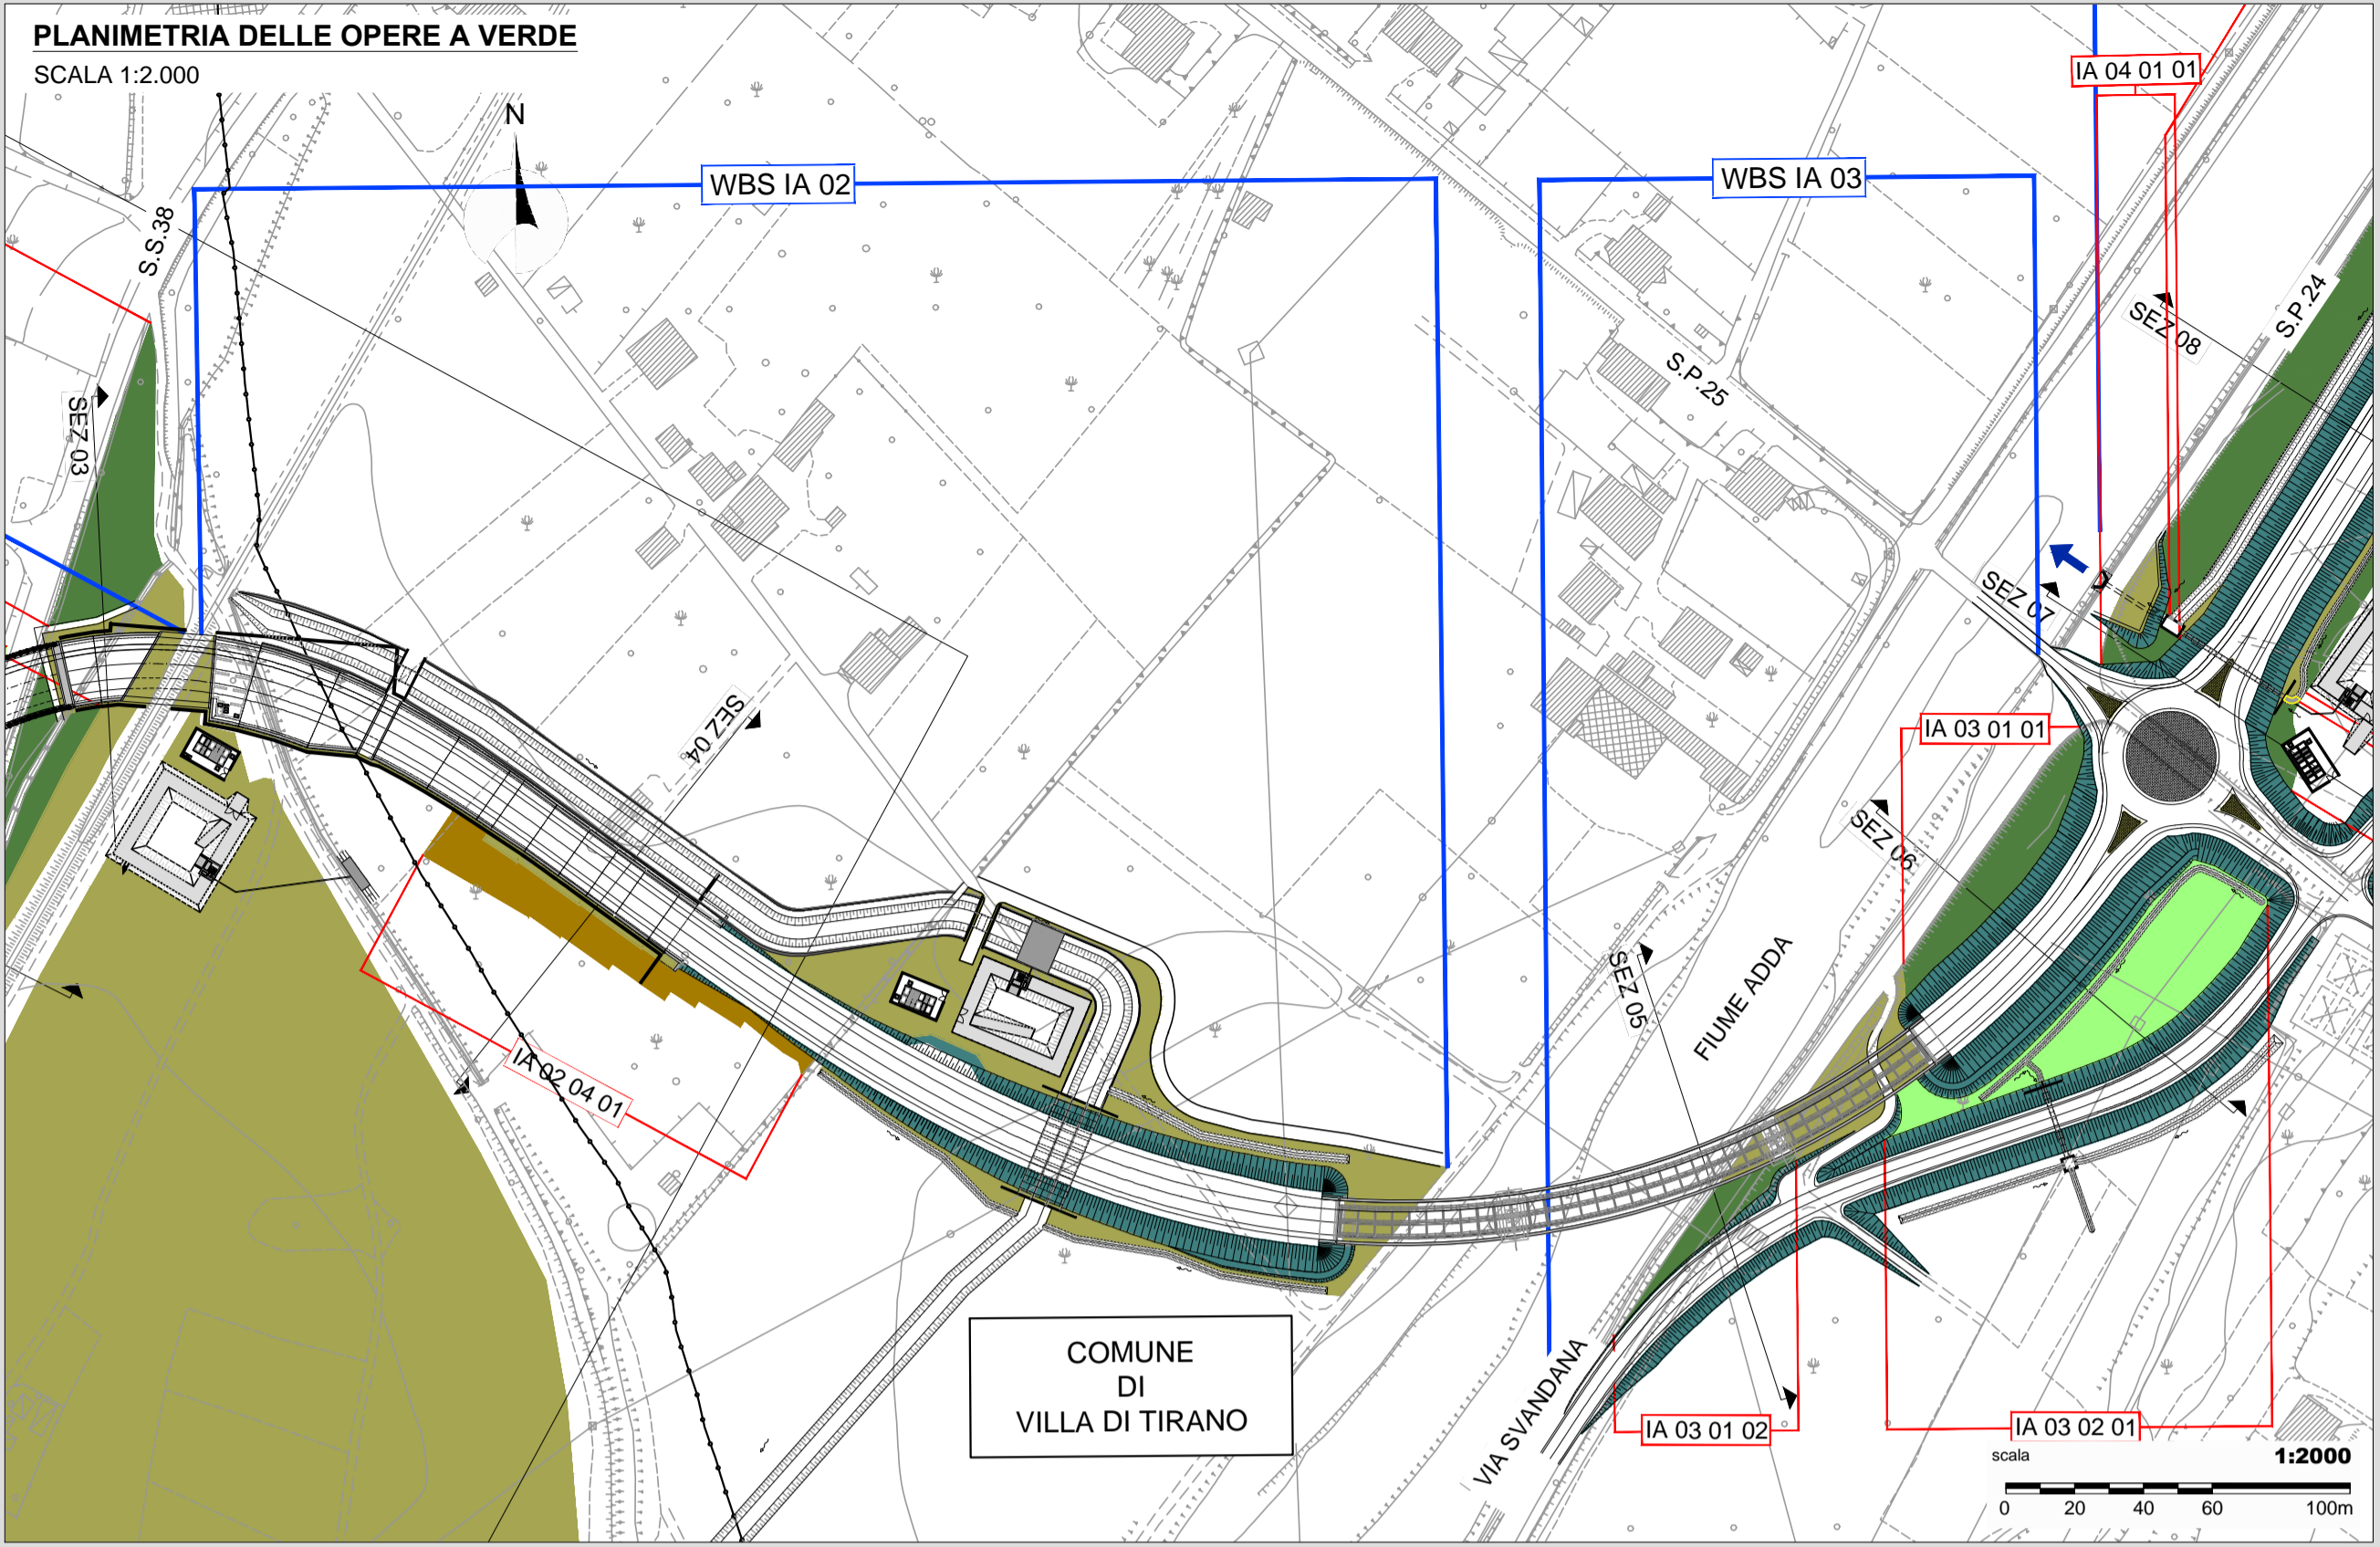 PLANIMETRIA DELLE OPERE A VERDE
SCALA 1:2.000
N
IA 04 01 01
WBS IA 02
WBS IA 03
S.S.38
S.P.24
SEZ 08
S.P.25
SEZ 03
SEZ 07
SEZ 04
IA 03 01 01
SEZ 06
SEZ 05
FIUME ADDA
IA 02 04 01
COMUNE
DI
VILLA DI TIRANO
VIA SVANDANA
IA 03 01 02
IA 03 02 01
scala 1:2000
0 20 40 60 100m